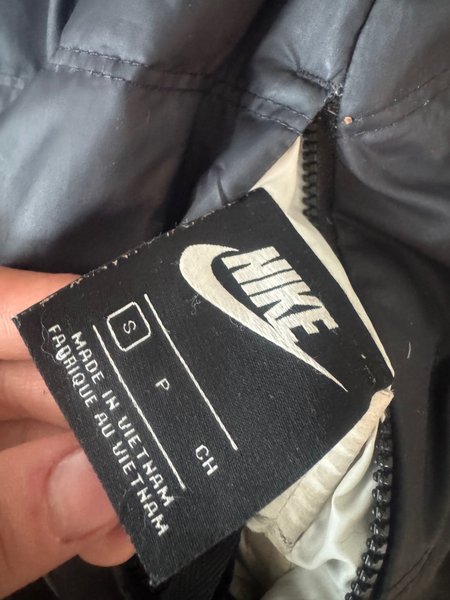 NIKE
S
P
CH
MADE IN VIETNAM
FABRIQUE AU VIETNAM